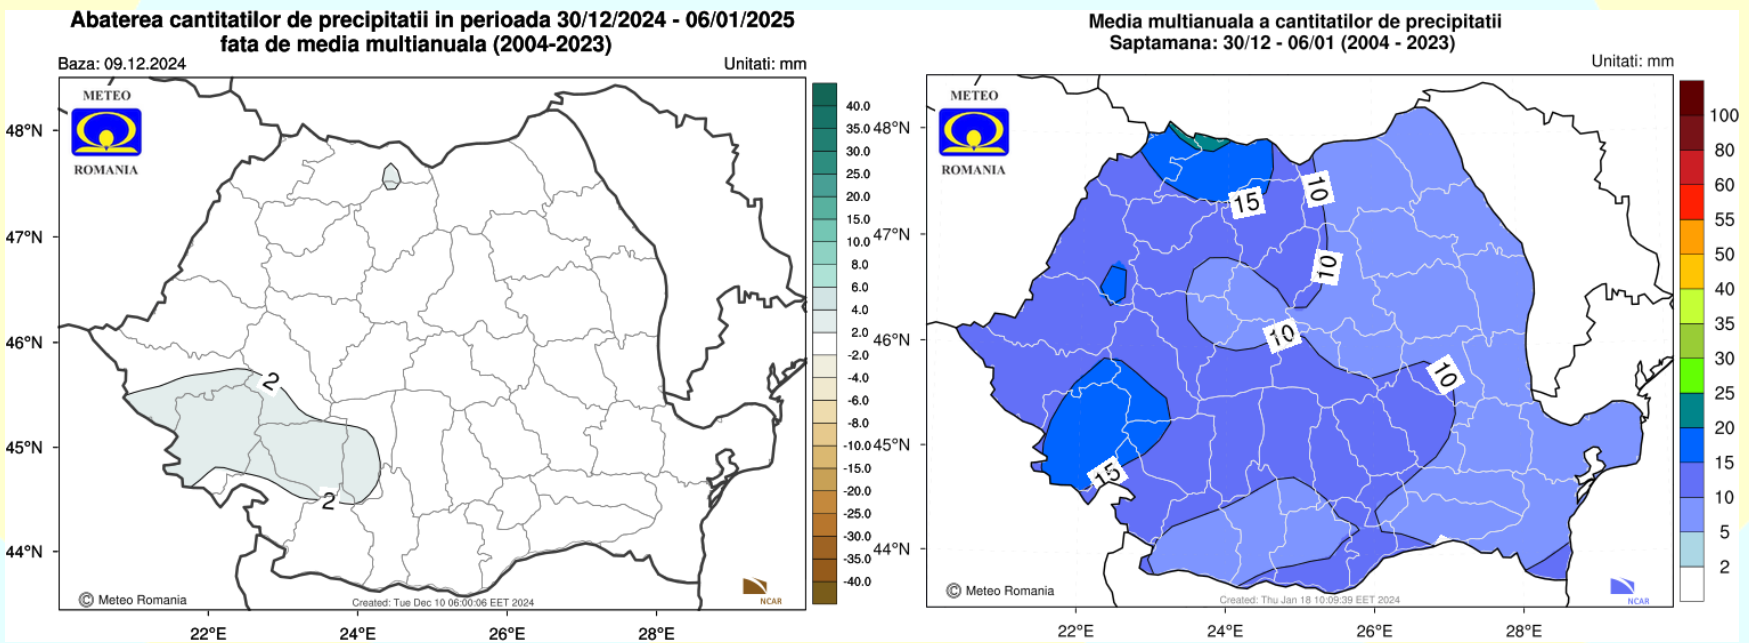 Abaterea cantitatilor de precipitatii in perioada 30/12/2024 - 06/01/2025
fata de media multianuala (2004-2023)
Baza: 09.12.2024
Unitati: mm
METEO
ROMANIA
48°N
47°N
46°N
45°N
44°N
2
2
40.0
35.0
30.0
25.0
20.0
15.0
10.0
8.0
6.0
4.0
2.0
-2.0
-4.0
-6.0
-8.0
-10.0
-15.0
-20.0
-25.0
-30.0
-35.0
-40.0
© Meteo Romania
Created: Tue Dec 10 06:00:06 EET 2024
NCAR
22°E
24°E
26°E
28°E
Media multianuala a cantitatilor de precipitatii
Saptamana: 30/12 - 06/01 (2004 - 2023)
Unitati: mm
METEO
ROMANIA
48°N
47°N
46°N
45°N
44°N
15
10
10
10
10
15
100
80
60
55
50
40
35
30
25
20
15
10
5
2
© Meteo Romania
Created: Thu Jan 18 10:09:39 EET 2024
NCAR
22°E
24°E
26°E
28°E